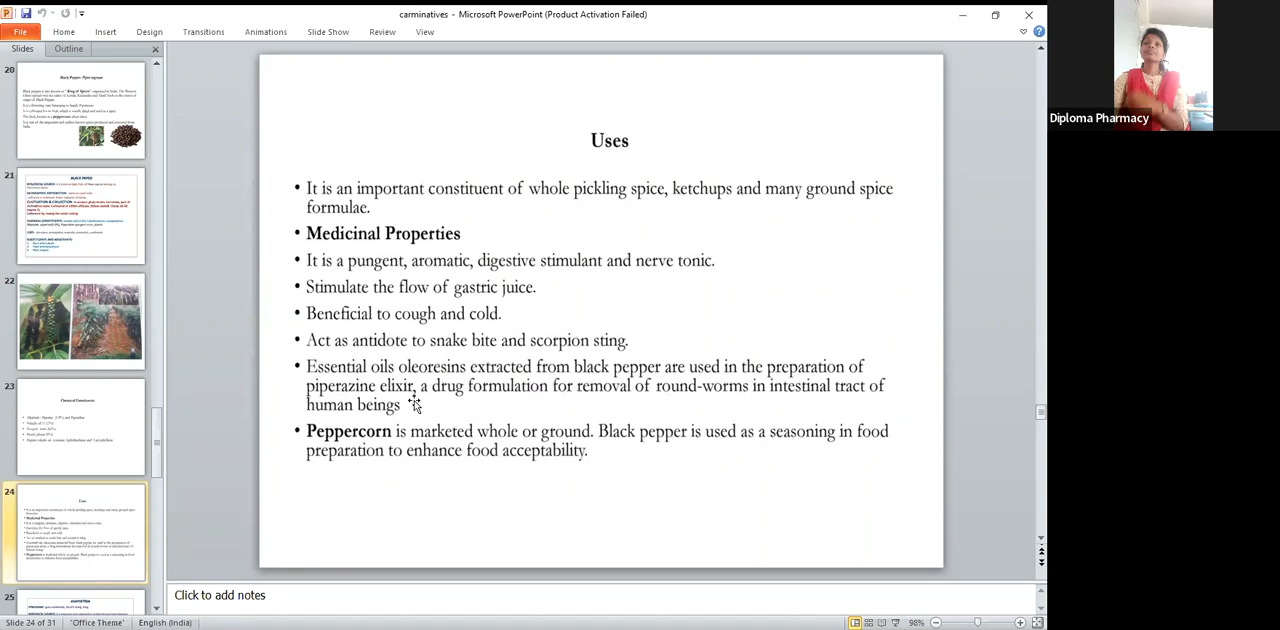 carminatives - Microsoft PowerPoint (Product Activation Failed)
File Home Insert Design Transitions Animations Slide Show Review View
Slides Outline
20
21
22
23
24
25
Uses
• It is an important constituent of whole pickling spice, ketchups and many ground spice
formulae.
• Medicinal Properties
• It is a pungent, aromatic, digestive stimulant and nerve tonic.
• Stimulate the flow of gastric juice.
• Beneficial to cough and cold.
• Act as antidote to snake bite and scorpion sting.
• Essential oils oleoresins extracted from black pepper are used in the preparation of
piperazine elixir, a drug formulation for removal of round-worms in intestinal tract of
human beings
• Peppercorn is marketed whole or ground. Black pepper is used as a seasoning in food
preparation to enhance food acceptability.
Click to add notes
Slide 24 of 31 "Office Theme" English (India) 98%
Diploma Pharmacy